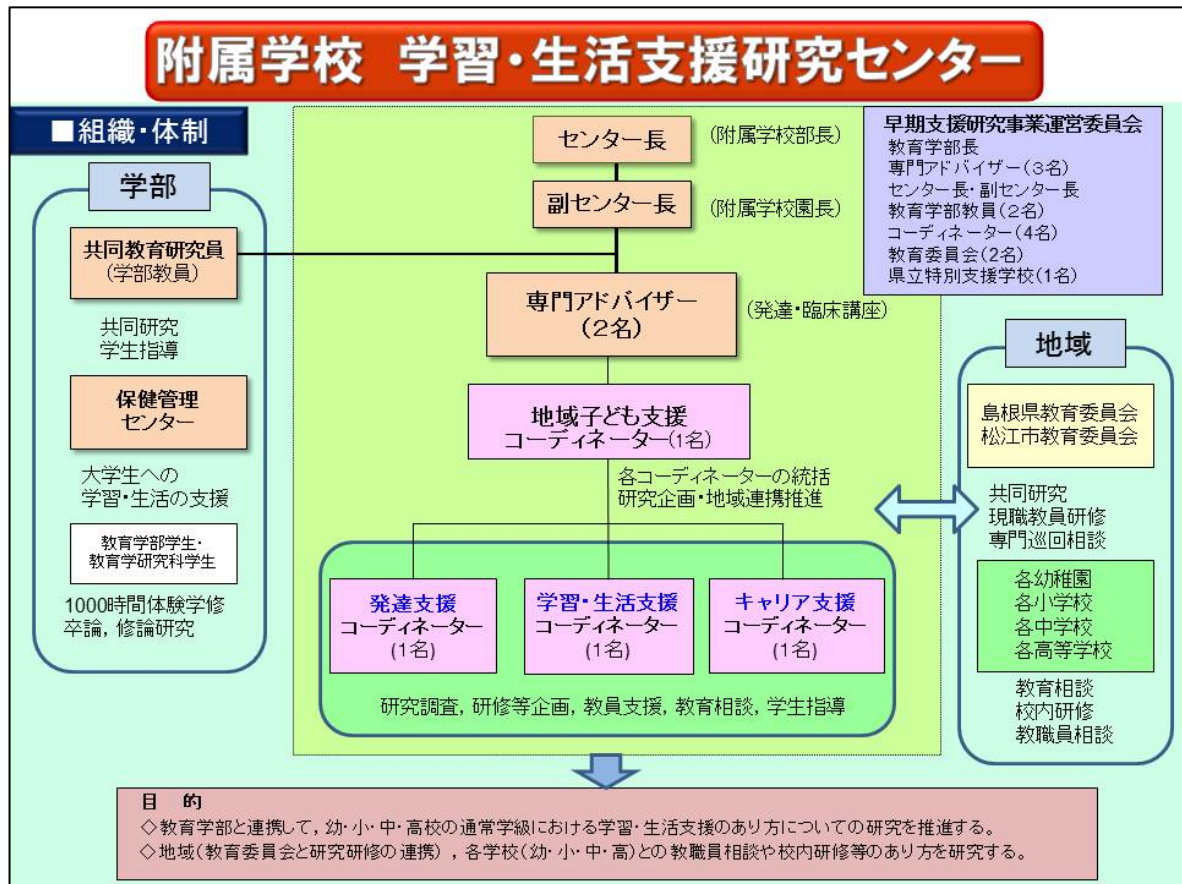 附属学校 学習・生活支援研究センター
■組織・体制
学部
共同教育研究員
(学部教員)
共同研究
学生指導
保健管理
センター
大学生への
学習・生活の支援
教育学部学生・
教育学研究科学生
1000時間体験学修
卒論, 修論研究
センター長
(附属学校部長)
副センター長
(附属学校園長)
専門アドバイザー
(2名)
(発達・臨床講座)
地域子ども支援
コーディネーター(1名)
各コーディネーターの統括
研究企画・地域連携推進
発達支援
コーディネーター
(1名)
学習・生活支援
コーディネーター
(1名)
キャリア支援
コーディネーター
(1名)
研究調査, 研修等企画, 教員支援, 教育相談, 学生指導
早期支援研究事業運営委員会
教育学部長
専門アドバイザー(3名)
センター長・副センター長
教育学部教員(2名)
コーディネーター(4名)
教育委員会(2名)
県立特別支援学校(1名)
地域
島根県教育委員会
松江市教育委員会
共同研究
現職教員研修
専門巡回相談
各幼稚園
各小学校
各中学校
各高等学校
教育相談
校内研修
教職員相談
目 的
◇教育学部と連携して, 幼・小・中・高校の通常学級における学習・生活支援のあり方についての研究を推進する。
◇地域(教育委員会と研究研修の連携) , 各学校(幼・小・中・高)との教職員相談や校内研修等のあり方を研究する。